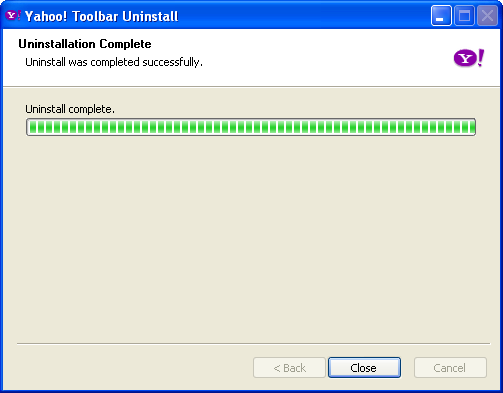 Yahoo! Toolbar Uninstall
Uninstallation Complete
Uninstall was completed successfully.
Y!
Uninstall complete.
< Back
Close
Cancel